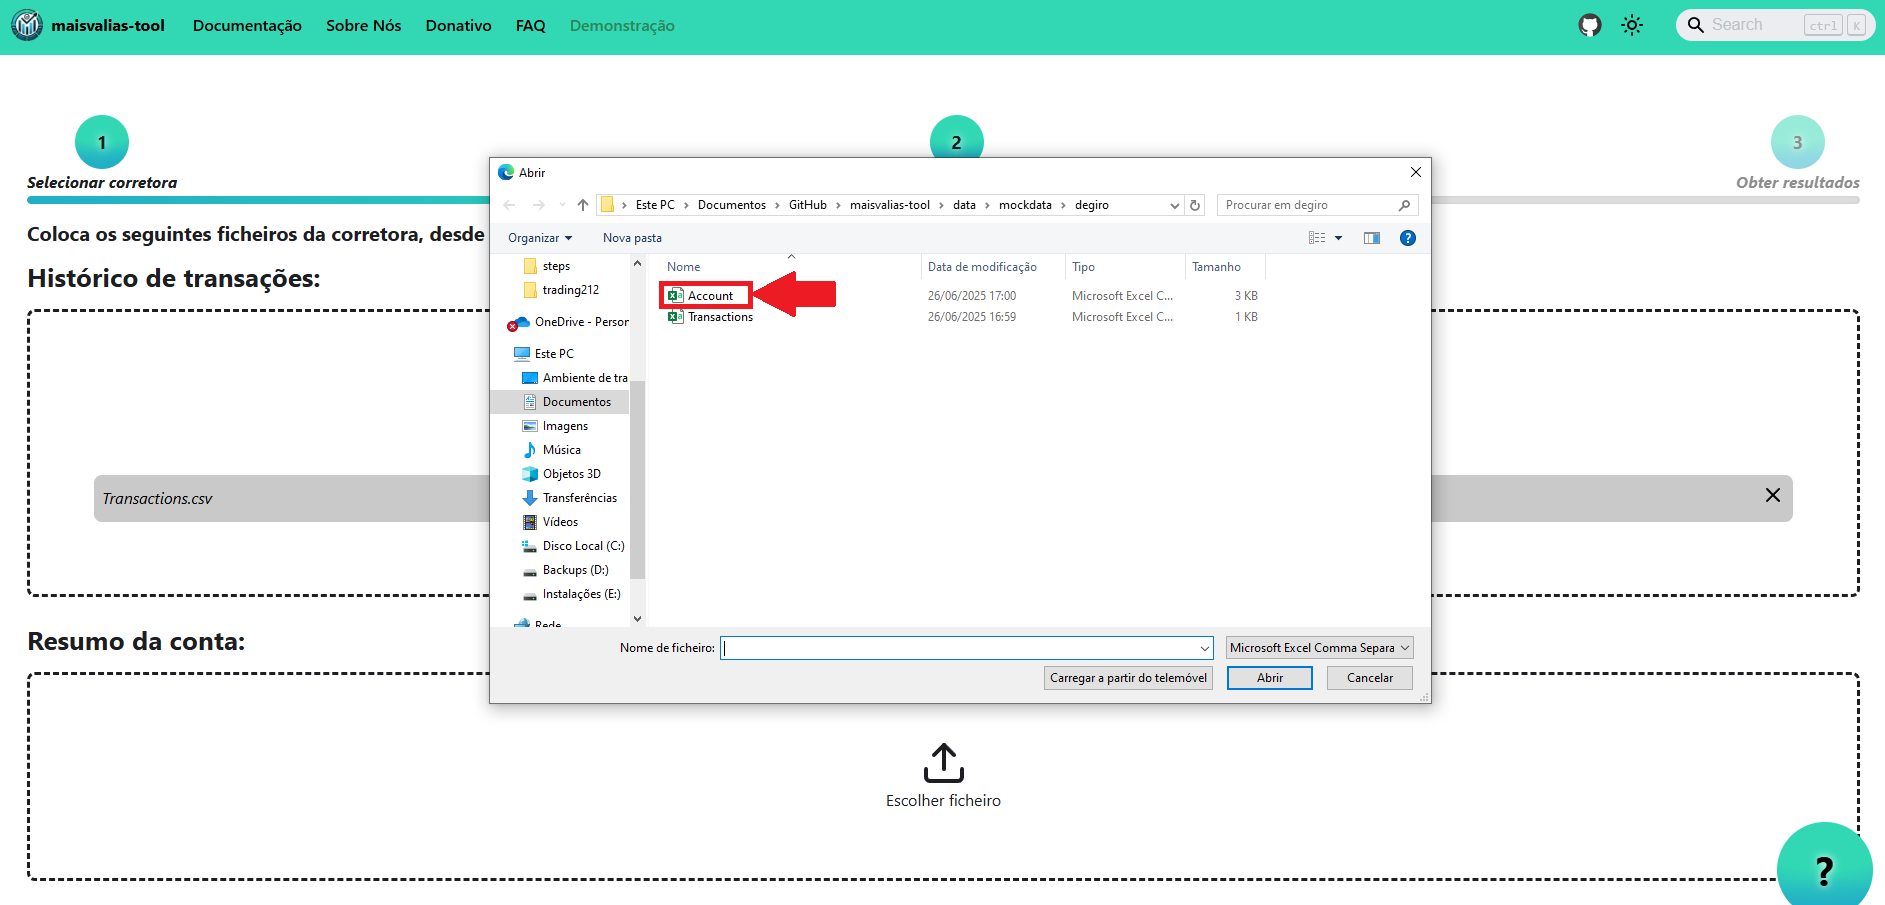 maisvalias-tool Documentação Sobre Nós Donativo FAQ Demonstração Search ctrl K
1 2 3
Selecionar corretora Obter resultados
Coloca os seguintes ficheiros da corretora, desde
Histórico de transações:
Transactions.csv
Resumo da conta:
Escolher ficheiro
?
Abrir
Este PC Documentos GitHub maisvalias-tool data mockdata degiro Procurar em degiro
Organizar Nova pasta ?
steps
trading212
OneDrive - Person
Este PC
Ambiente de tra
Documentos
Imagens
Música
Objetos 3D
Transferências
Vídeos
Disco Local (C:)
Backups (D:)
Instalações (E:)
Rede
Nome Data de modificação Tipo Tamanho
Account 26/06/2025 17:00 Microsoft Excel C... 3 KB
Transactions 26/06/2025 16:59 Microsoft Excel C... 1 KB
Nome de ficheiro: Microsoft Excel Comma Separa
Carregar a partir do telemóvel Abrir Cancelar